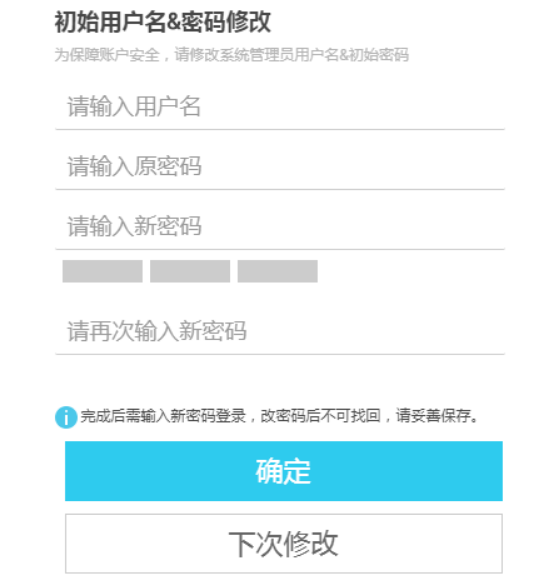 初始用户名&密码修改
为保障账户安全，请修改系统管理员用户名&初始密码
请输入用户名
请输入原密码
请输入新密码
请再次输入新密码
完成后需输入新密码登录，改密码后不可找回，请妥善保存。
确定
下次修改